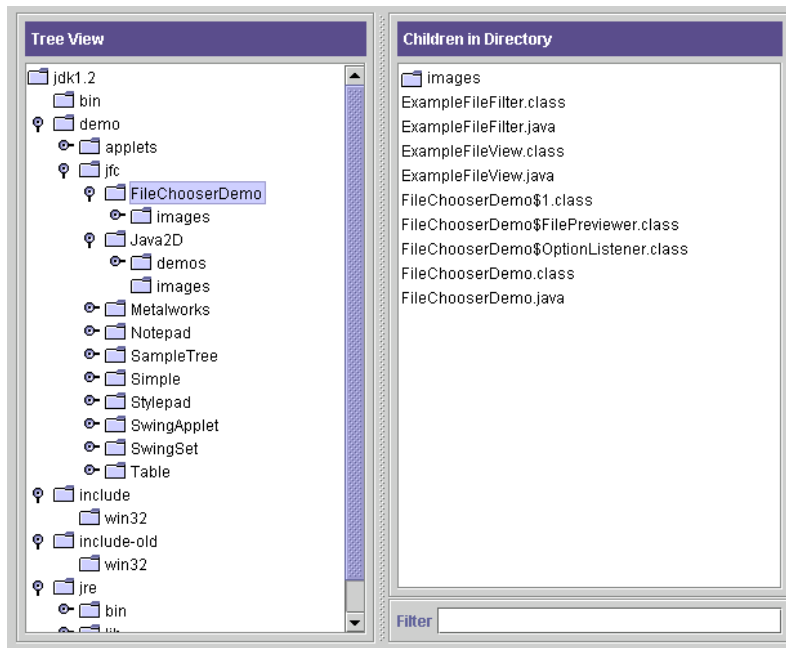 Tree View
jdk1.2
bin
demo
applets
jfc
FileChooserDemo
images
Java2D
demos
images
Metalworks
Notepad
SampleTree
Simple
Stylepad
SwingApplet
SwingSet
Table
include
win32
include-old
win32
jre
bin
Children in Directory
images
ExampleFileFilter.class
ExampleFileFilter.java
ExampleFileView.class
ExampleFileView.java
FileChooserDemo$1.class
FileChooserDemo$FilePreviewer.class
FileChooserDemo$OptionListener.class
FileChooserDemo.class
FileChooserDemo.java
Filter